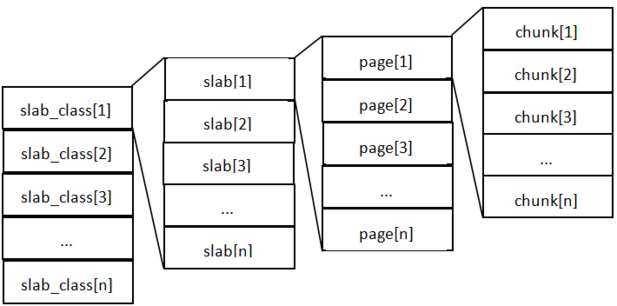 slab_class[1]
slab_class[2]
slab_class[3]
...
slab_class[n]
slab[1]
slab[2]
slab[3]
...
slab[n]
page[1]
page[2]
page[3]
...
page[n]
chunk[1]
chunk[2]
chunk[3]
...
chunk[n]